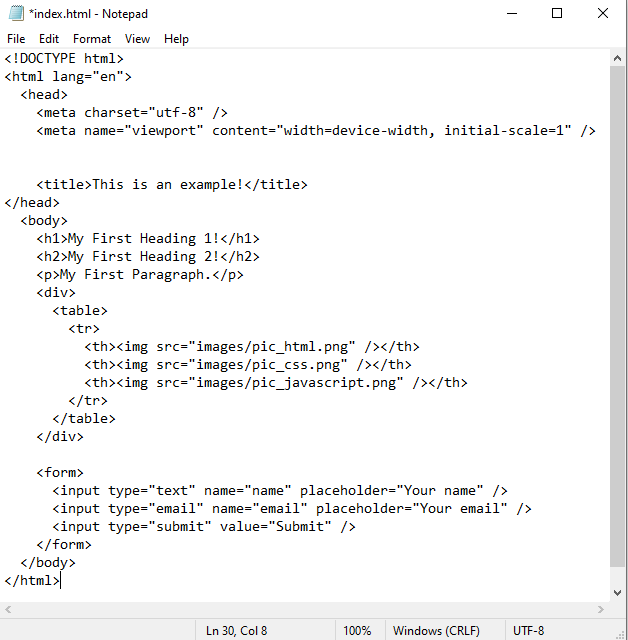 *index.html - Notepad
File Edit Format View Help
<!DOCTYPE html>
<html lang="en">
  <head>
    <meta charset="utf-8" />
    <meta name="viewport" content="width=device-width, initial-scale=1" />


    <title>This is an example!</title>
</head>
  <body>
    <h1>My First Heading 1!</h1>
    <h2>My First Heading 2!</h2>
    <p>My First Paragraph.</p>
    <div>
      <table>
        <tr>
          <th><img src="images/pic_html.png" /></th>
          <th><img src="images/pic_css.png" /></th>
          <th><img src="images/pic_javascript.png" /></th>
        </tr>
      </table>
    </div>

    <form>
      <input type="text" name="name" placeholder="Your name" />
      <input type="email" name="email" placeholder="Your email" />
      <input type="submit" value="Submit" />
    </form>
  </body>
</html>
Ln 30, Col 8 100% Windows (CRLF) UTF-8